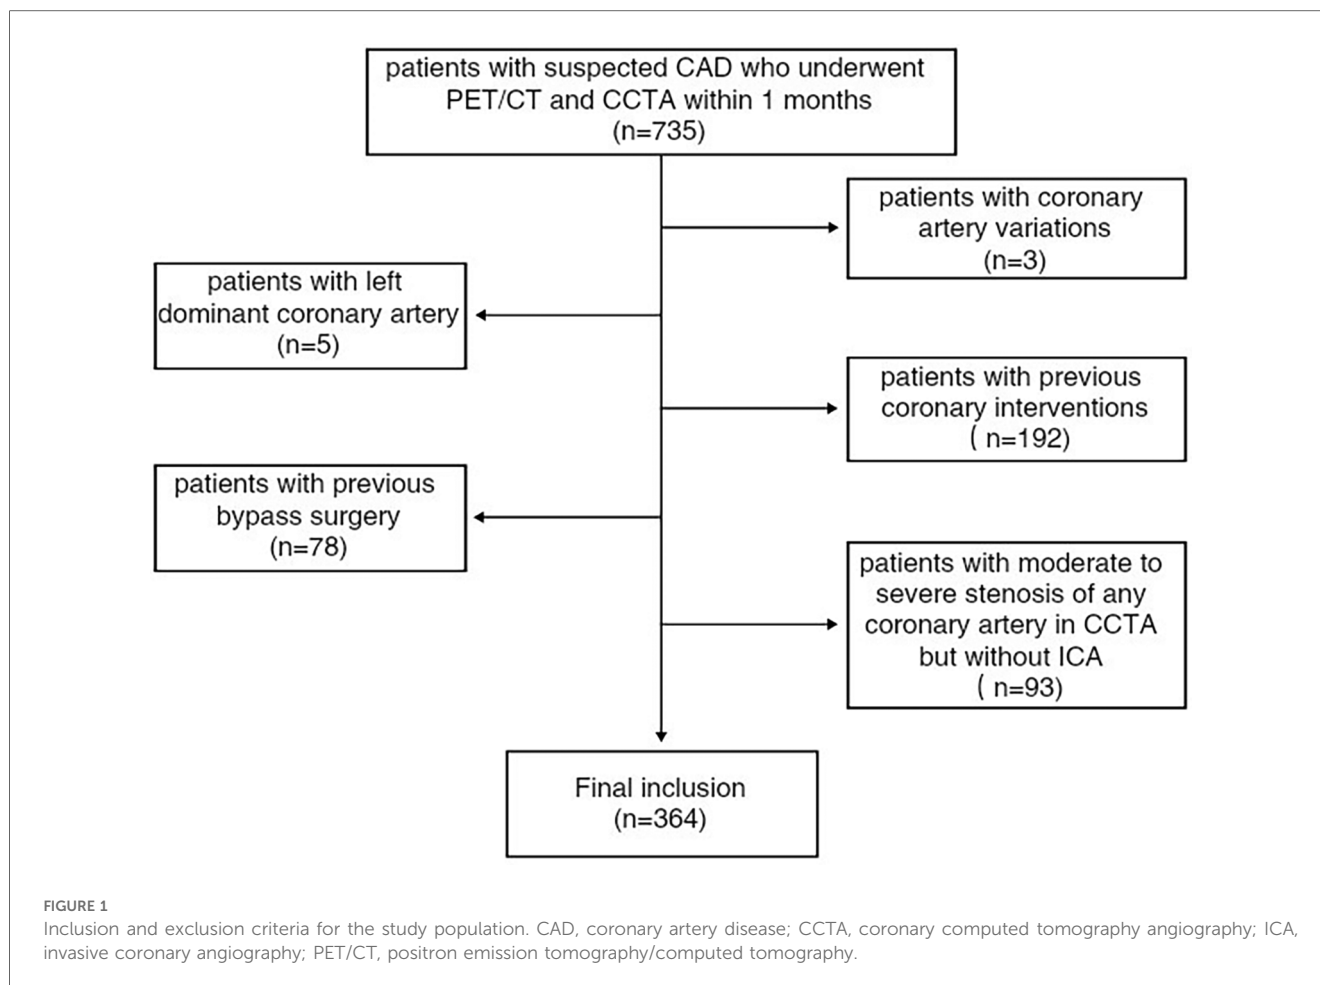 patients with suspected CAD who underwent
PET/CT and CCTA within 1 months
(n=735)
patients with coronary
artery variations
(n=3)
patients with left
dominant coronary artery
(n=5)
patients with previous
coronary interventions
( n=192)
patients with previous
bypass surgery
(n=78)
patients with moderate to
severe stenosis of any
coronary artery in CCTA
but without ICA
( n=93)
Final inclusion
(n=364)
FIGURE 1
Inclusion and exclusion criteria for the study population. CAD, coronary artery disease; CCTA, coronary computed tomography angiography; ICA,
invasive coronary angiography; PET/CT, positron emission tomography/computed tomography.